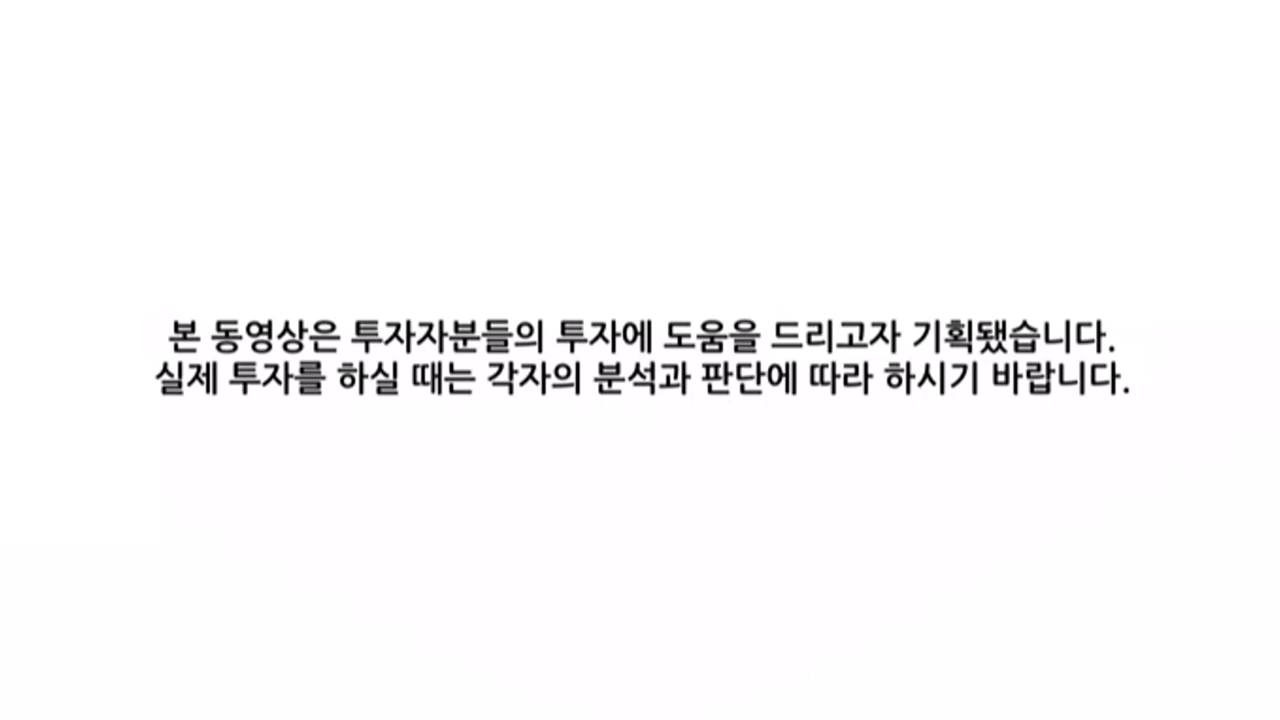 본 동영상은 투자자분들의 투자에 도움을 드리고자 기획됐습니다.
실제 투자를 하실 때는 각자의 분석과 판단에 따라 하시기 바랍니다.